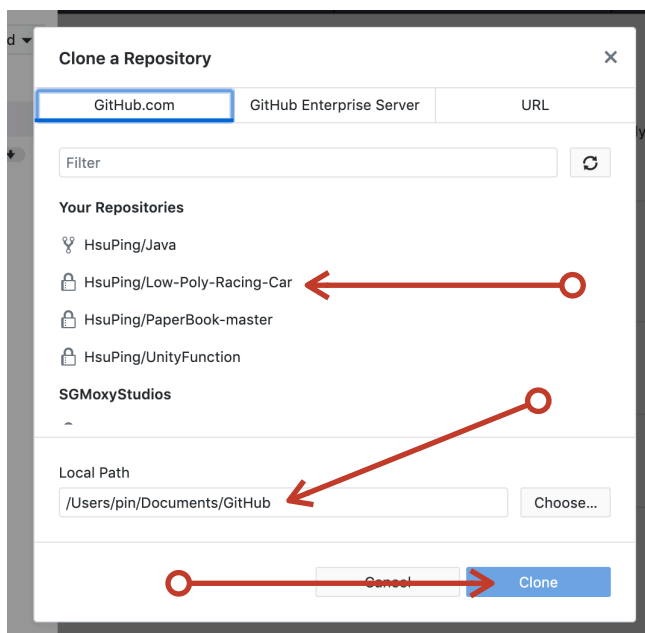 d
Clone a Repository
GitHub.com GitHub Enterprise Server URL
ly
Filter
Your Repositories
HsuPing/Java
HsuPing/Low-Poly-Racing-Car
HsuPing/PaperBook-master
HsuPing/UnityFunction
SGMoxyStudios
Local Path
/Users/pin/Documents/GitHub Choose...
Cancel Clone